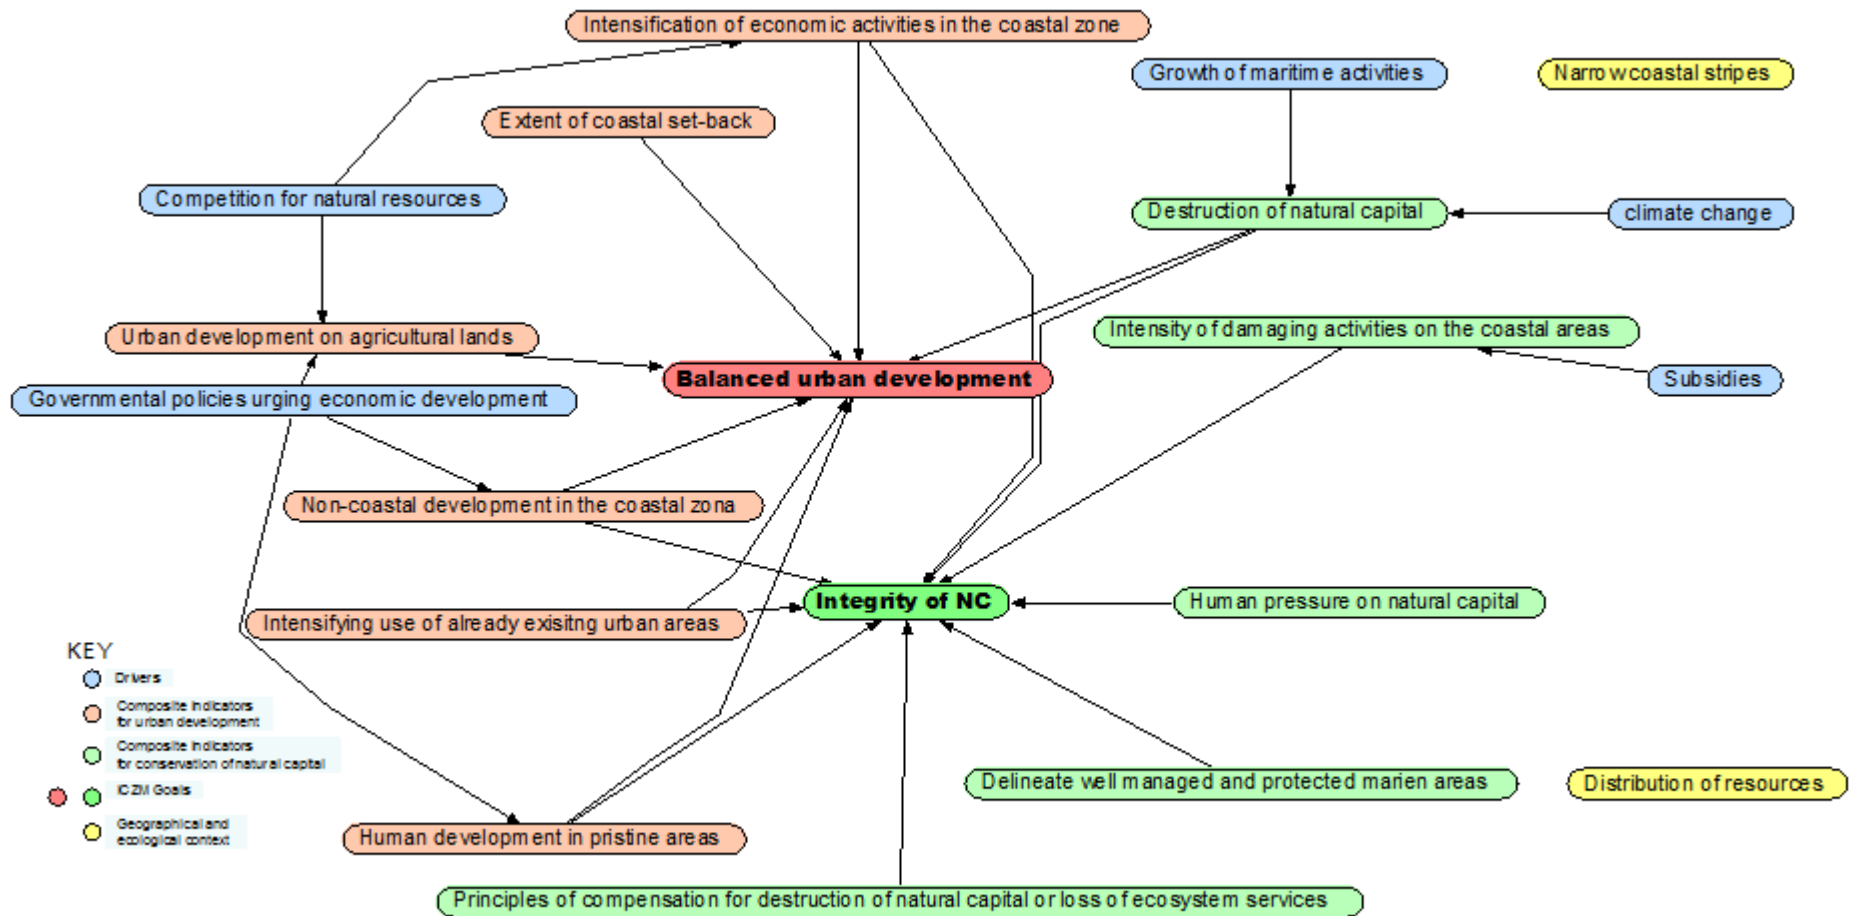 Intensification of economic activities in the coastal zone
Growth of maritime activities
Narrow coastal stripes
Extent of coastal set-back
Competition for natural resources
Destruction of natural capital
climate change
Urban development on agricultural lands
Intensity of damaging activities on the coastal areas
Balanced urban development
Subsidies
Governmental policies urging economic development
Non-coastal development in the coastal zona
Integrity of NC
Human pressure on natural capital
Intensifying use of already exisitng urban areas
KEY
Drivers
Composite indicators
for urban development
Composite indicators
for conservation of natural captal
ICZM Goals
Geographical and
ecological context
Delineate well managed and protected marien areas
Distribution of resources
Human development in pristine areas
Principles of compensation for destruction of natural capital or loss of ecosystem services